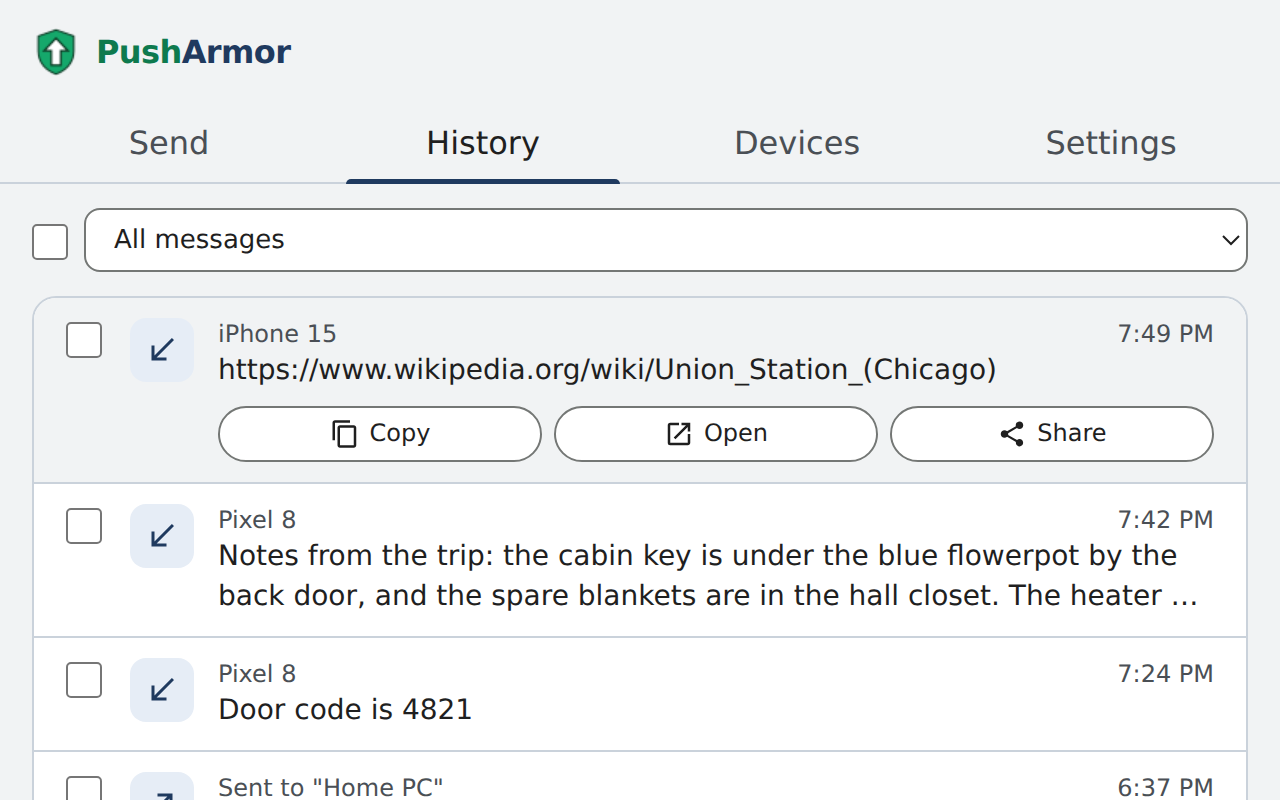 PushArmor
Send History Devices Settings
All messages
iPhone 15 7:49 PM
https://www.wikipedia.org/wiki/Union_Station_(Chicago)
Copy Open Share
Pixel 8 7:42 PM
Notes from the trip: the cabin key is under the blue flowerpot by the
back door, and the spare blankets are in the hall closet. The heater ...
Pixel 8 7:24 PM
Door code is 4821
Sent to "Home PC" 6:37 PM